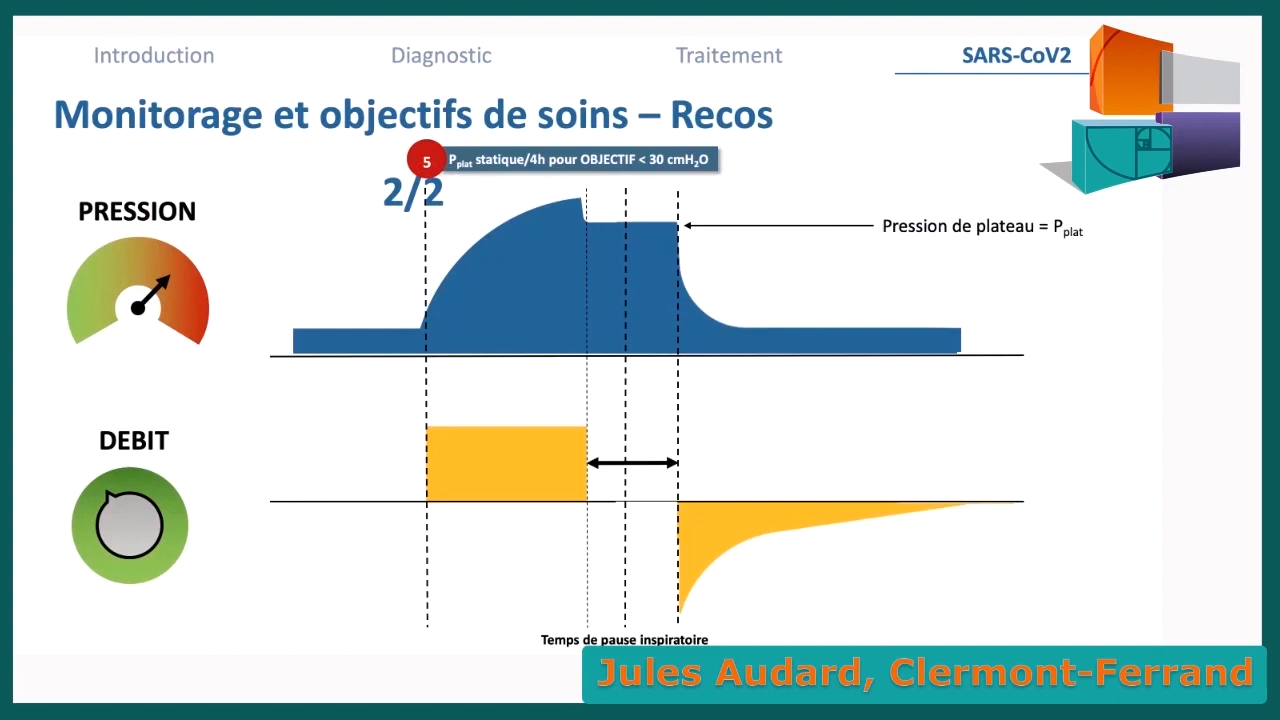 Introduction
Diagnostic
Traitement
SARS-CoV2
Monitorage et objectifs de soins – Recos
2/2
5
Pplat statique/4h pour OBJECTIF < 30 cmH2O
PRESSION
Pression de plateau = Pplat
DEBIT
Temps de pause inspiratoire
Jules Audard, Clermont-Ferrand